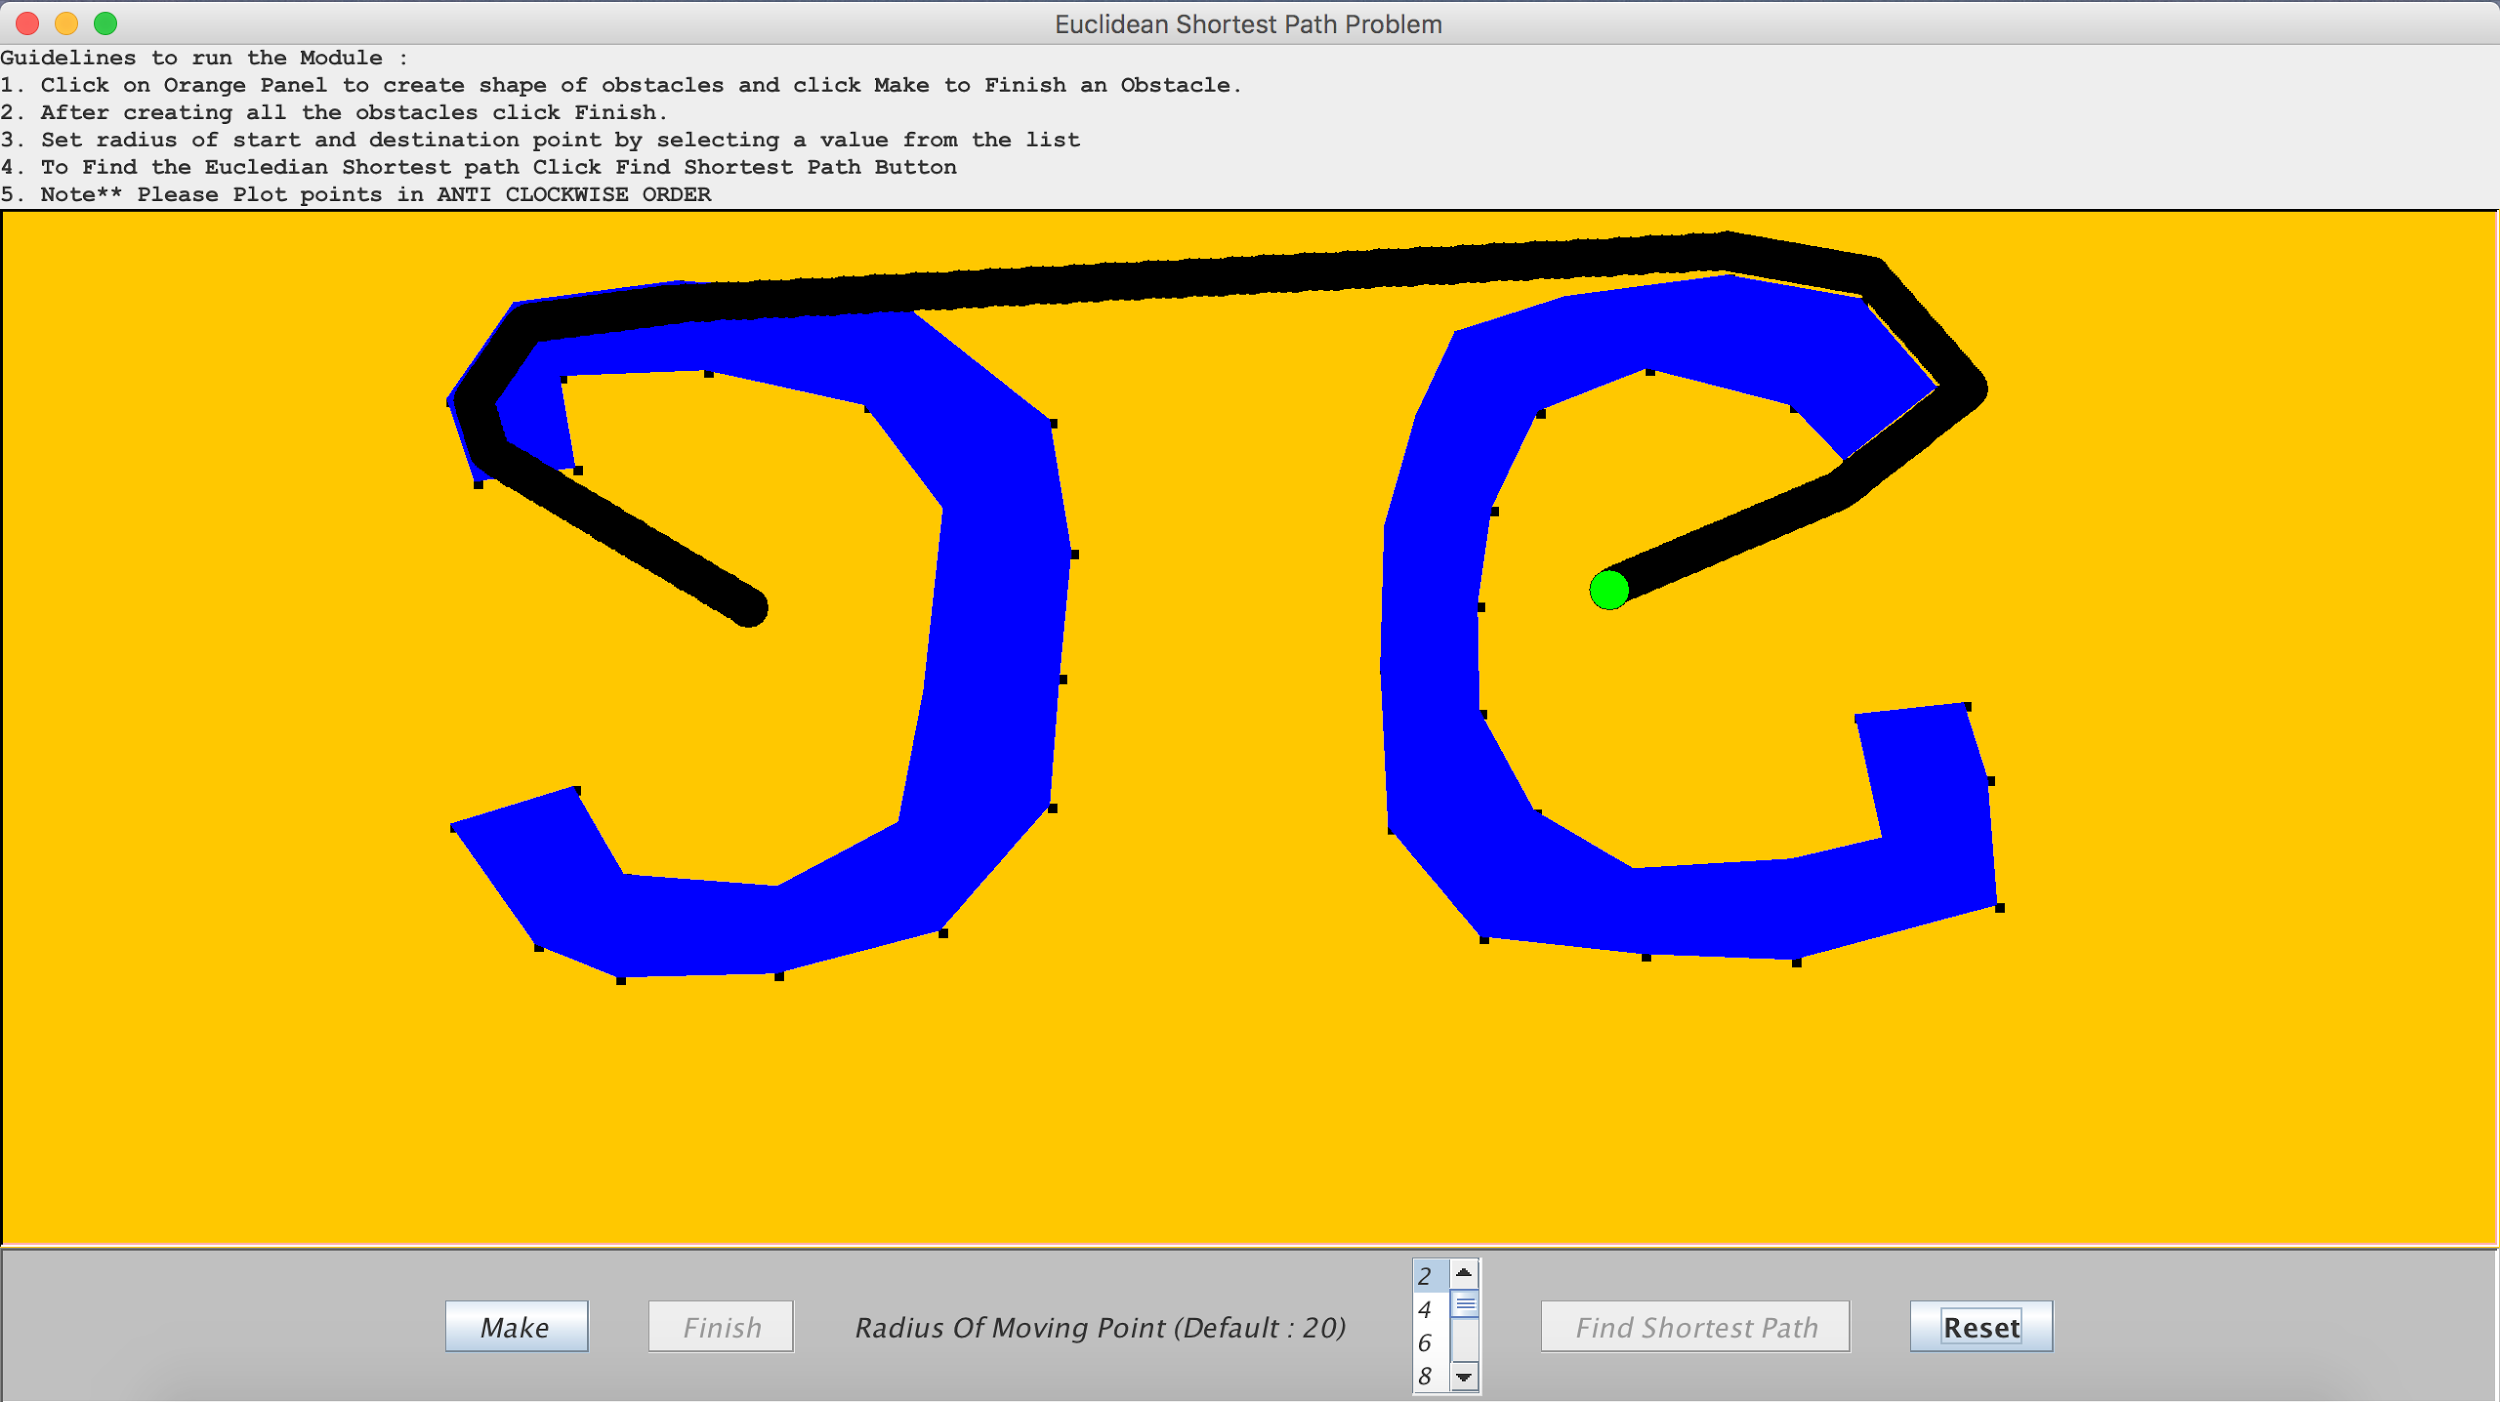 Euclidean Shortest Path Problem
Guidelines to run the Module :
1. Click on Orange Panel to create shape of obstacles and click Make to Finish an Obstacle.
2. After creating all the obstacles click Finish.
3. Set radius of start and destination point by selecting a value from the list
4. To Find the Eucledian Shortest path Click Find Shortest Path Button
5. Note** Please Plot points in ANTI CLOCKWISE ORDER
Make
Finish
Radius Of Moving Point (Default : 20)
2
4
6
8
Find Shortest Path
Reset